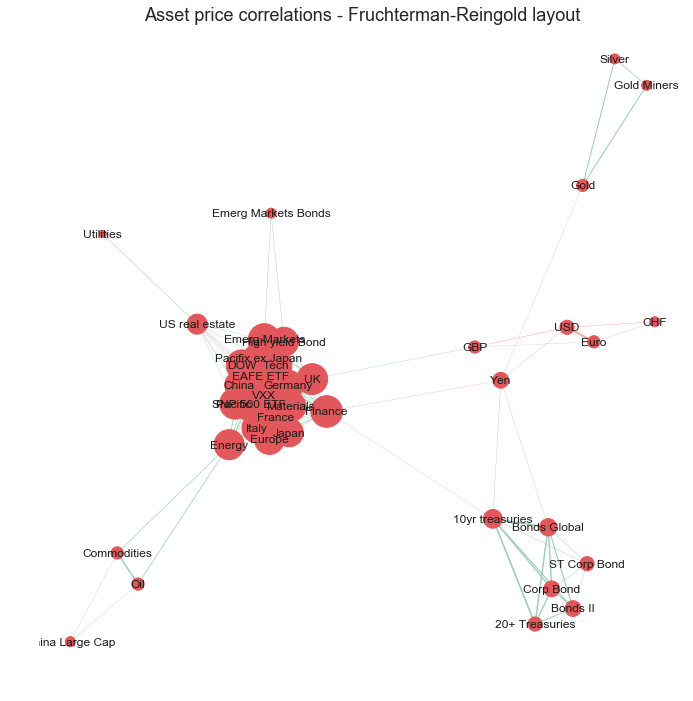 Asset price correlations - Fruchterman-Reingold layout
Silver
Gold Miners
Gold
Emerg Markets Bonds
Utilities
US real estate
Emerg Markets
High yield Bond
Pacifix ex Japan
DOW
Tech
EAFE ETF
China
Germany
UK
VXX
Pacific
500 ETF
Materials
Finance
France
Italy
Japan
Europe
Energy
GBP
USD
Euro
CHF
Yen
10yr treasuries
Bonds Global
ST Corp Bond
Corp Bond
Bonds II
20+ Treasuries
Commodities
Oil
ina Large Cap